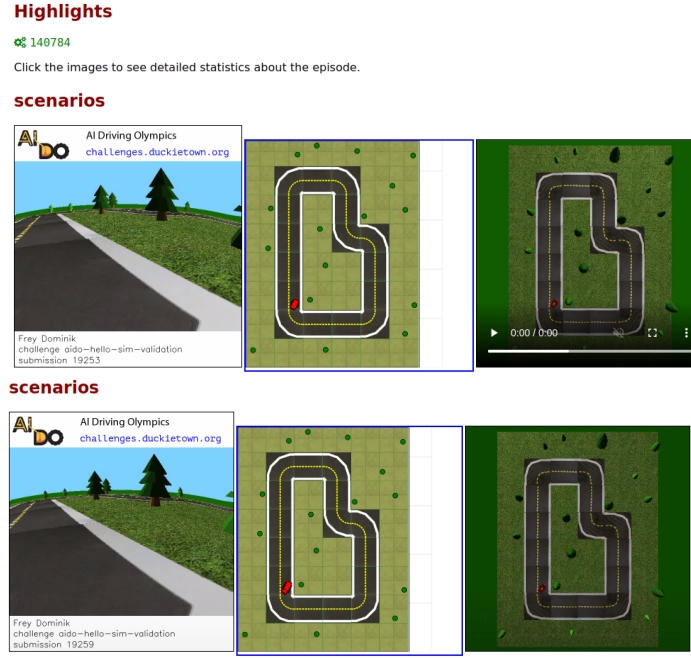 Highlights
140784
Click the images to see detailed statistics about the episode.
scenarios
AI DO
AI Driving Olympics
challenges.duckietown.org
Frey Dominik
challenge aido-hello-sim-validation
submission 19253
0:00 / 0:00
scenarios
AI DO
AI Driving Olympics
challenges.duckietown.org
Frey Dominik
challenge aido-hello-sim-validation
submission 19259